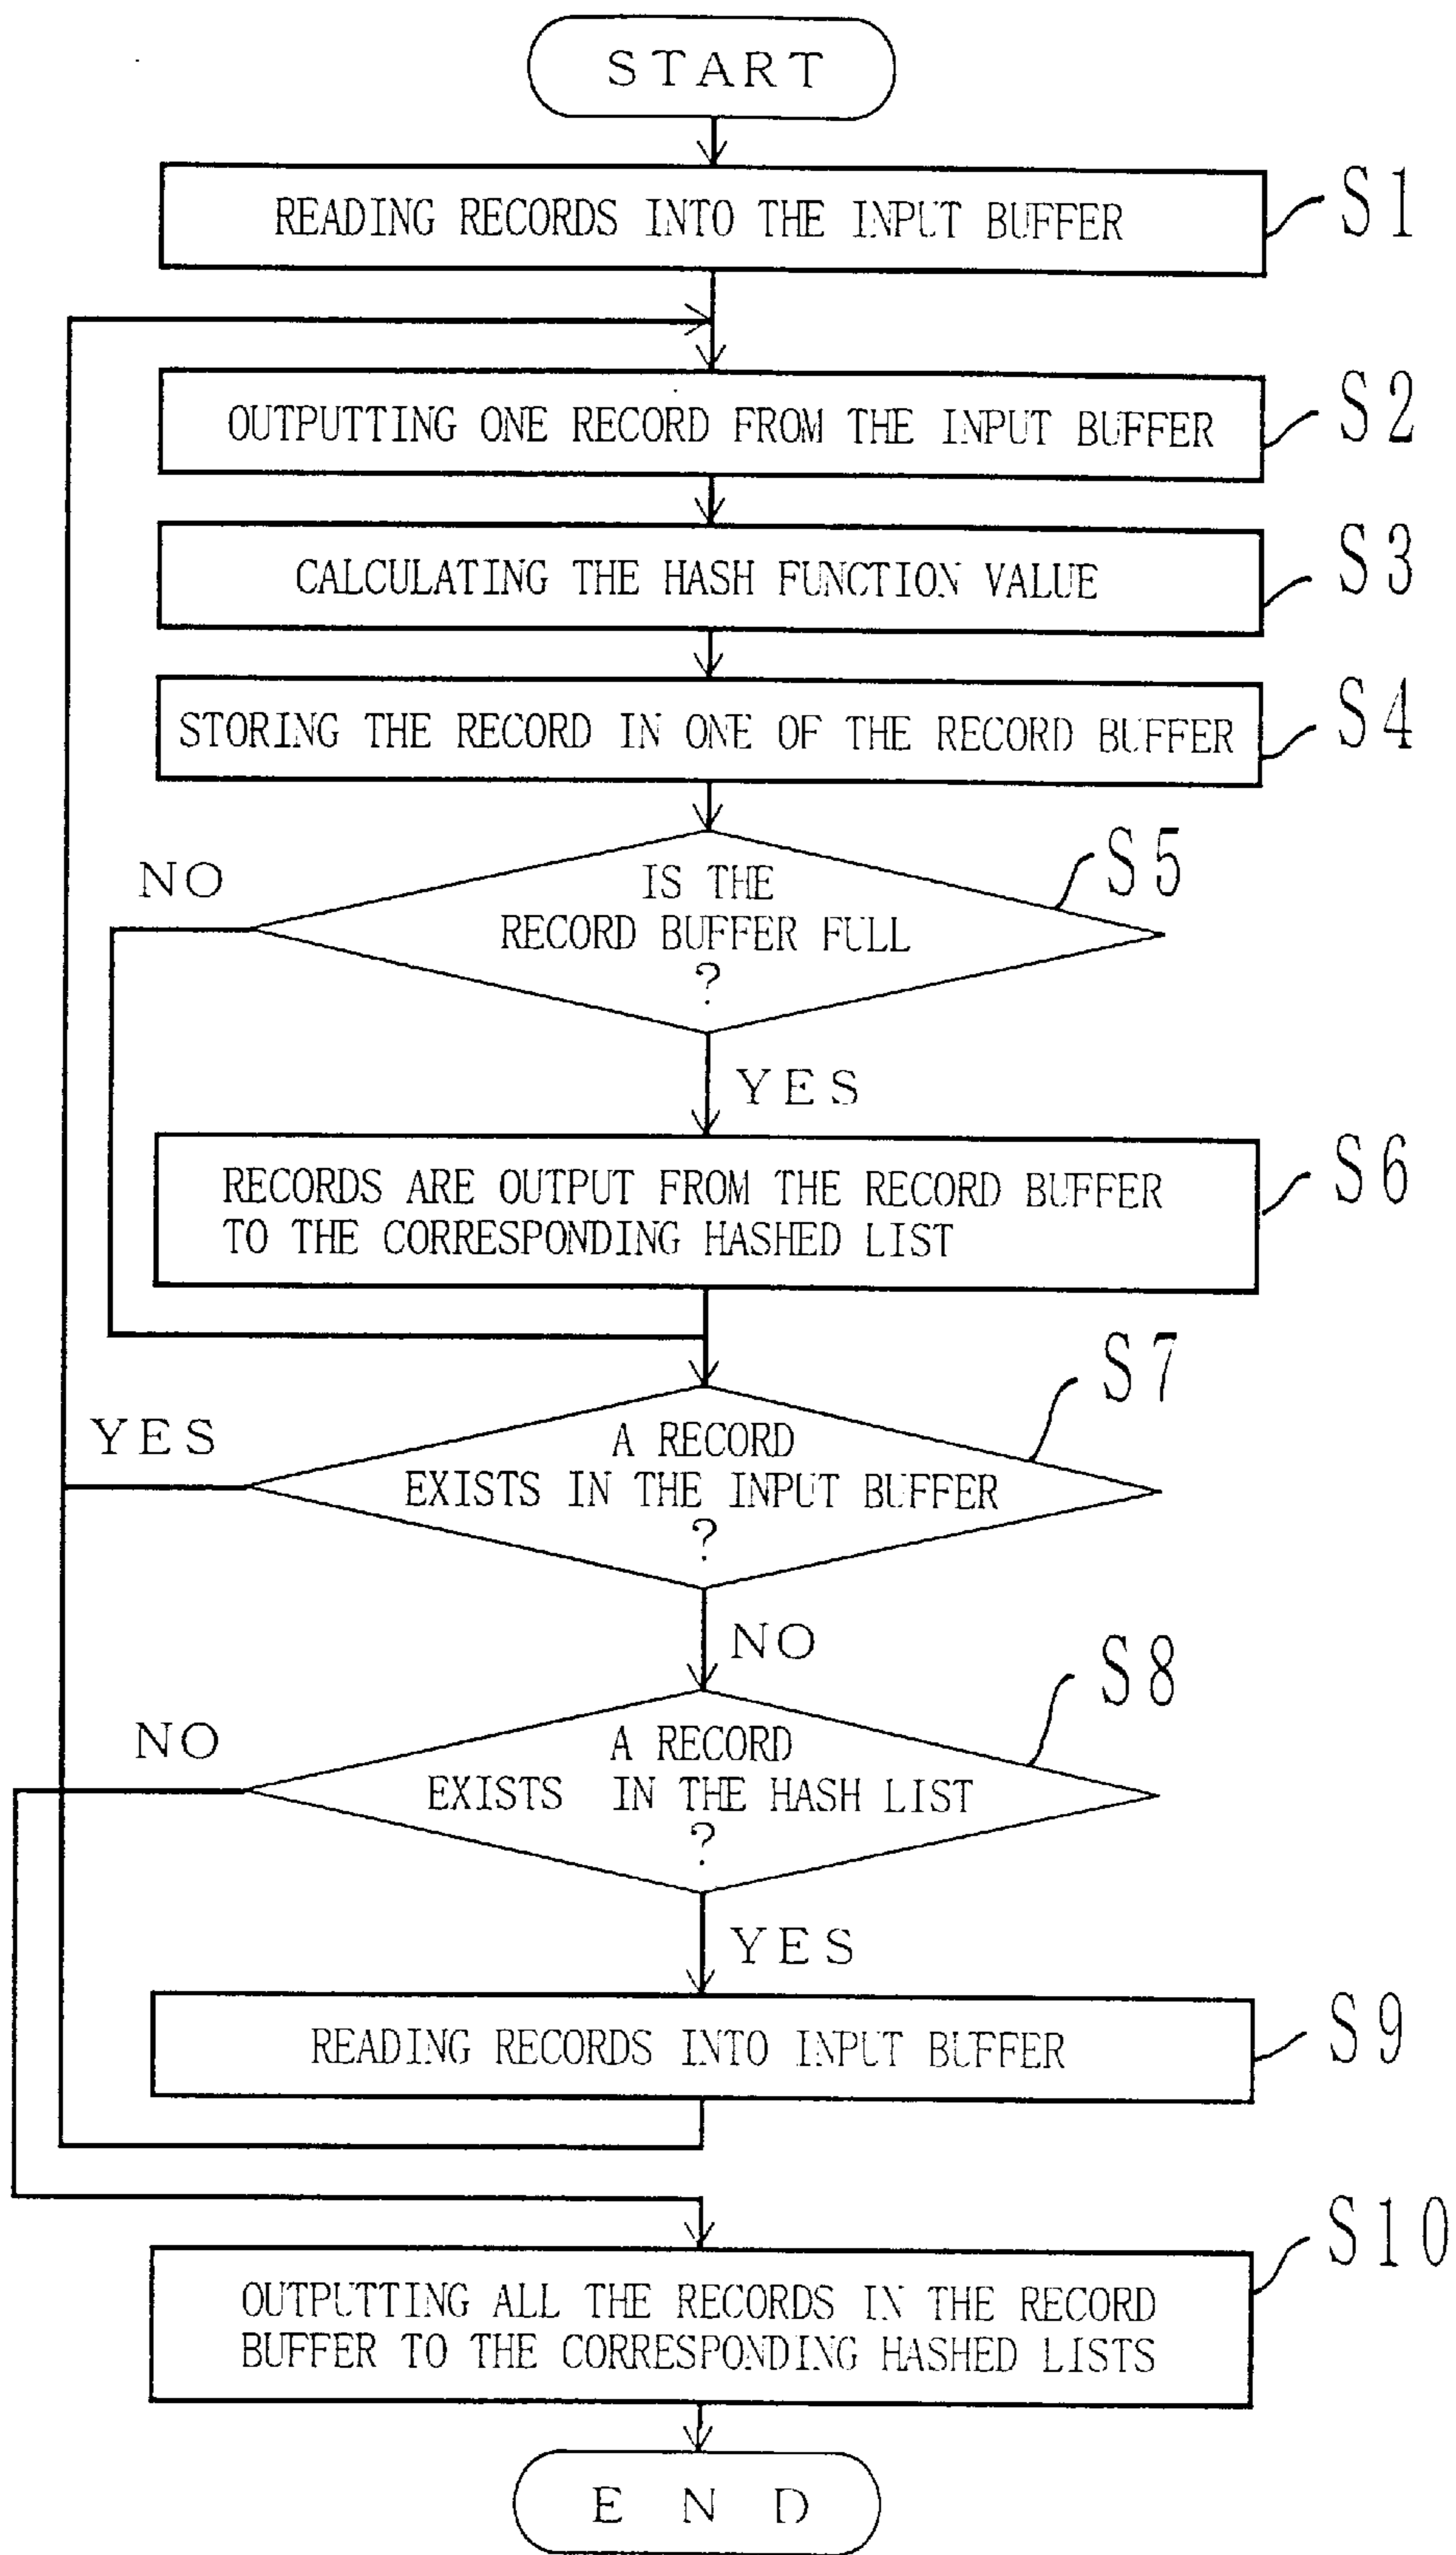 START
READING RECORDS INTO THE INPUT BUFFER
S1
OUTPUTTING ONE RECORD FROM THE INPUT BUFFER
S2
CALCULATING THE HASH FUNCTION VALUE
S3
STORING THE RECORD IN ONE OF THE RECORD BUFFER
S4
S5
NO
IS THE
RECORD BUFFER FULL
?
YES
RECORDS ARE OUTPUT FROM THE RECORD BUFFER
TO THE CORRESPONDING HASHED LIST
S6
S7
YES
A RECORD
EXISTS IN THE INPUT BUFFER
?
NO
S8
NO
A RECORD
EXISTS IN THE HASH LIST
?
YES
READING RECORDS INTO INPUT BUFFER
S9
S10
OUTPUTTING ALL THE RECORDS IN THE RECORD
BUFFER TO THE CORRESPONDING HASHED LISTS
END